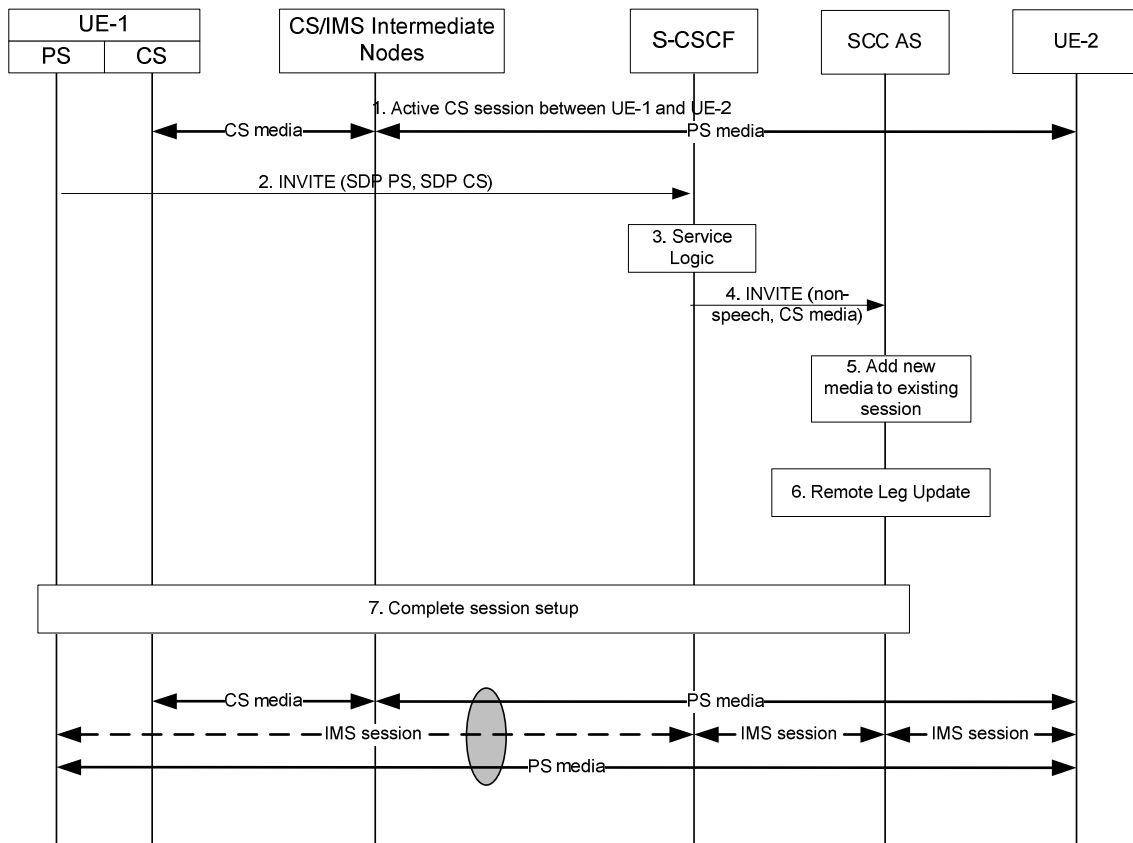 UE-1
PS
CS
CS/IMS Intermediate
Nodes
S-CSCF
SCC AS
UE-2
1. Active CS session between UE-1 and UE-2
CS media
PS media
2. INVITE (SDP PS, SDP CS)
3. Service
Logic
4. INVITE (non-
speech, CS media)
5. Add new
media to existing
session
6. Remote Leg Update
7. Complete session setup
CS media
PS media
IMS session
IMS session
IMS session
PS media